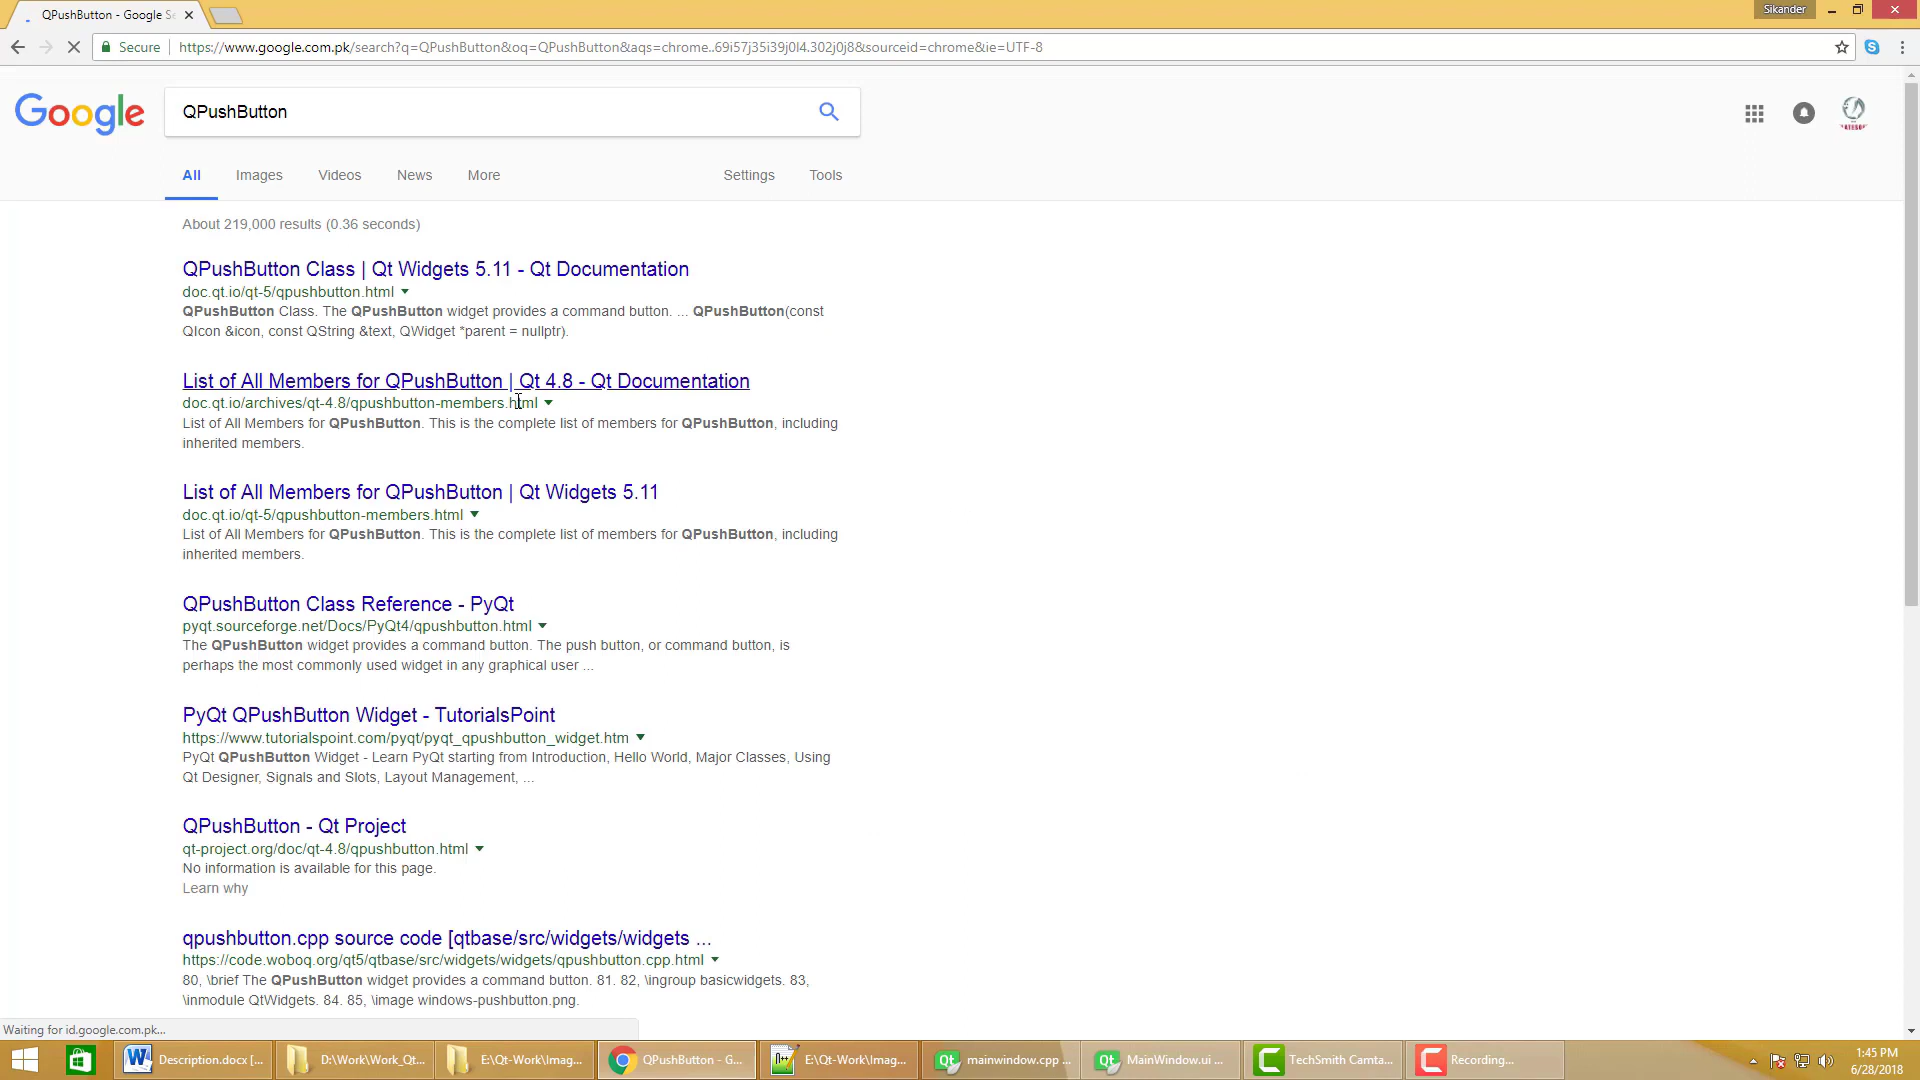 QPushButton - Google Se
Sikander
Secure
https://www.google.com.pk/search?q=QPushButton&oq=QPushButton&aqs=chrome..69i57j35i39j0l4.302j0j8&sourceid=chrome&ie=UTF-8
Google
QPushButton
All
Images
Videos
News
More
Settings
Tools
About 219,000 results (0.36 seconds)
QPushButton Class | Qt Widgets 5.11 - Qt Documentation
doc.qt.io/qt-5/qpushbutton.html
QPushButton Class. The QPushButton widget provides a command button. ... QPushButton(const
QIcon &icon, const QString &text, QWidget *parent = nullptr).
List of All Members for QPushButton | Qt 4.8 - Qt Documentation
doc.qt.io/archives/qt-4.8/qpushbutton-members.html
List of All Members for QPushButton. This is the complete list of members for QPushButton, including
inherited members.
List of All Members for QPushButton | Qt Widgets 5.11
doc.qt.io/qt-5/qpushbutton-members.html
List of All Members for QPushButton. This is the complete list of members for QPushButton, including
inherited members.
QPushButton Class Reference - PyQt
pyqt.sourceforge.net/Docs/PyQt4/qpushbutton.html
The QPushButton widget provides a command button. The push button, or command button, is
perhaps the most commonly used widget in any graphical user ...
PyQt QPushButton Widget - TutorialsPoint
https://www.tutorialspoint.com/pyqt/pyqt_qpushbutton_widget.htm
PyQt QPushButton Widget - Learn PyQt starting from Introduction, Hello World, Major Classes, Using
Qt Designer, Signals and Slots, Layout Management, ...
QPushButton - Qt Project
qt-project.org/doc/qt-4.8/qpushbutton.html
No information is available for this page.
Learn why
qpushbutton.cpp source code [qtbase/src/widgets/widgets ...
https://code.woboq.org/qt5/qtbase/src/widgets/widgets/qpushbutton.cpp.html
80, \brief The QPushButton widget provides a command button. 81. 82, \ingroup basicwidgets. 83,
\inmodule QtWidgets. 84. 85, \image windows-pushbutton.png.
Waiting for id.google.com.pk...
Description.docx [...
D:\Work\Work_Qt...
E:\Qt-Work\Imag...
QPushButton - G...
E:\Qt-Work\Imag...
mainwindow.cpp ...
MainWindow.ui ...
TechSmith Camta...
Recording...
1:45 PM
6/28/2018